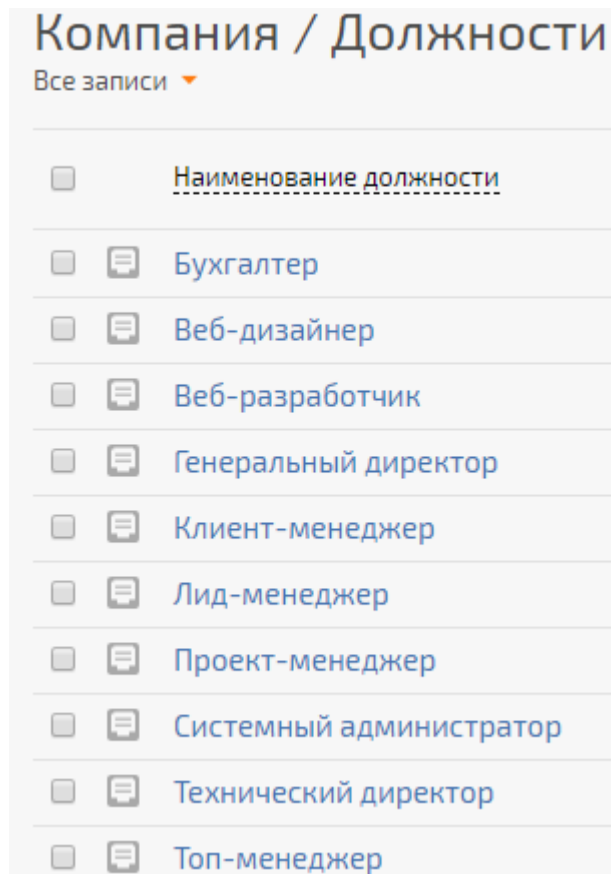 Компания / Должности
Все записи
Наименование должности
Бухгалтер
Веб-дизайнер
Веб-разработчик
Генеральный директор
Клиент-менеджер
Лид-менеджер
Проект-менеджер
Системный администратор
Технический директор
Топ-менеджер